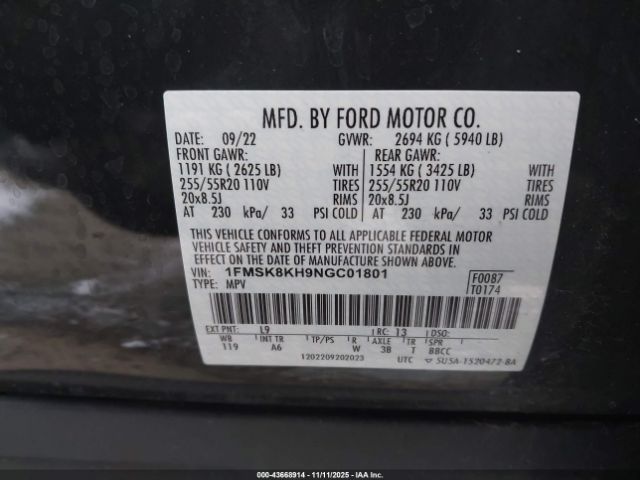 MFD. BY FORD MOTOR CO.
DATE: 09/22 GVWR: 2694 KG ( 5940 LB)
FRONT GAWR: REAR GAWR:
1191 KG ( 2625 LB) WITH 1554 KG ( 3425 LB) WITH
255/55R20 110V TIRES 255/55R20 110V TIRES
20x8.5J RIMS 20x8.5J RIMS
AT 230 kPa/ 33 PSI COLD AT 230 kPa/ 33 PSI COLD
THIS VEHICLE CONFORMS TO ALL APPLICABLE FEDERAL MOTOR
VEHICLE SAFETY AND THEFT PREVENTION STANDARDS IN
EFFECT ON THE DATE OF MANUFACTURE SHOWN ABOVE.
VIN: 1FMSK8KH9NGC01801 F0087
TYPE: MPV T0174
EXT PNT: L9 RC: 13 DSO:
WB INT TR TP/PS R AXLE TR SPR
119 A6 W 3B T BBCC
1202209202023 UTC 5U5A-1520472-BA
000-43668914 - 11/11/2025 - www.iaai.com